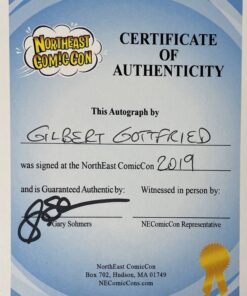 NORTHEAST
COMIC CON
CERTIFICATE
OF
AUTHENTICITY
This Autograph by
GILBERT GOTTFRIED
was signed at the NorthEast ComicCon 2019
and is Guaranteed Authentic by: Witnessed in person by:
Gary Sohmers NEComicCon Representative
NorthEast ComicCon
Box 702, Hudson, MA 01749
NEComicCons.com